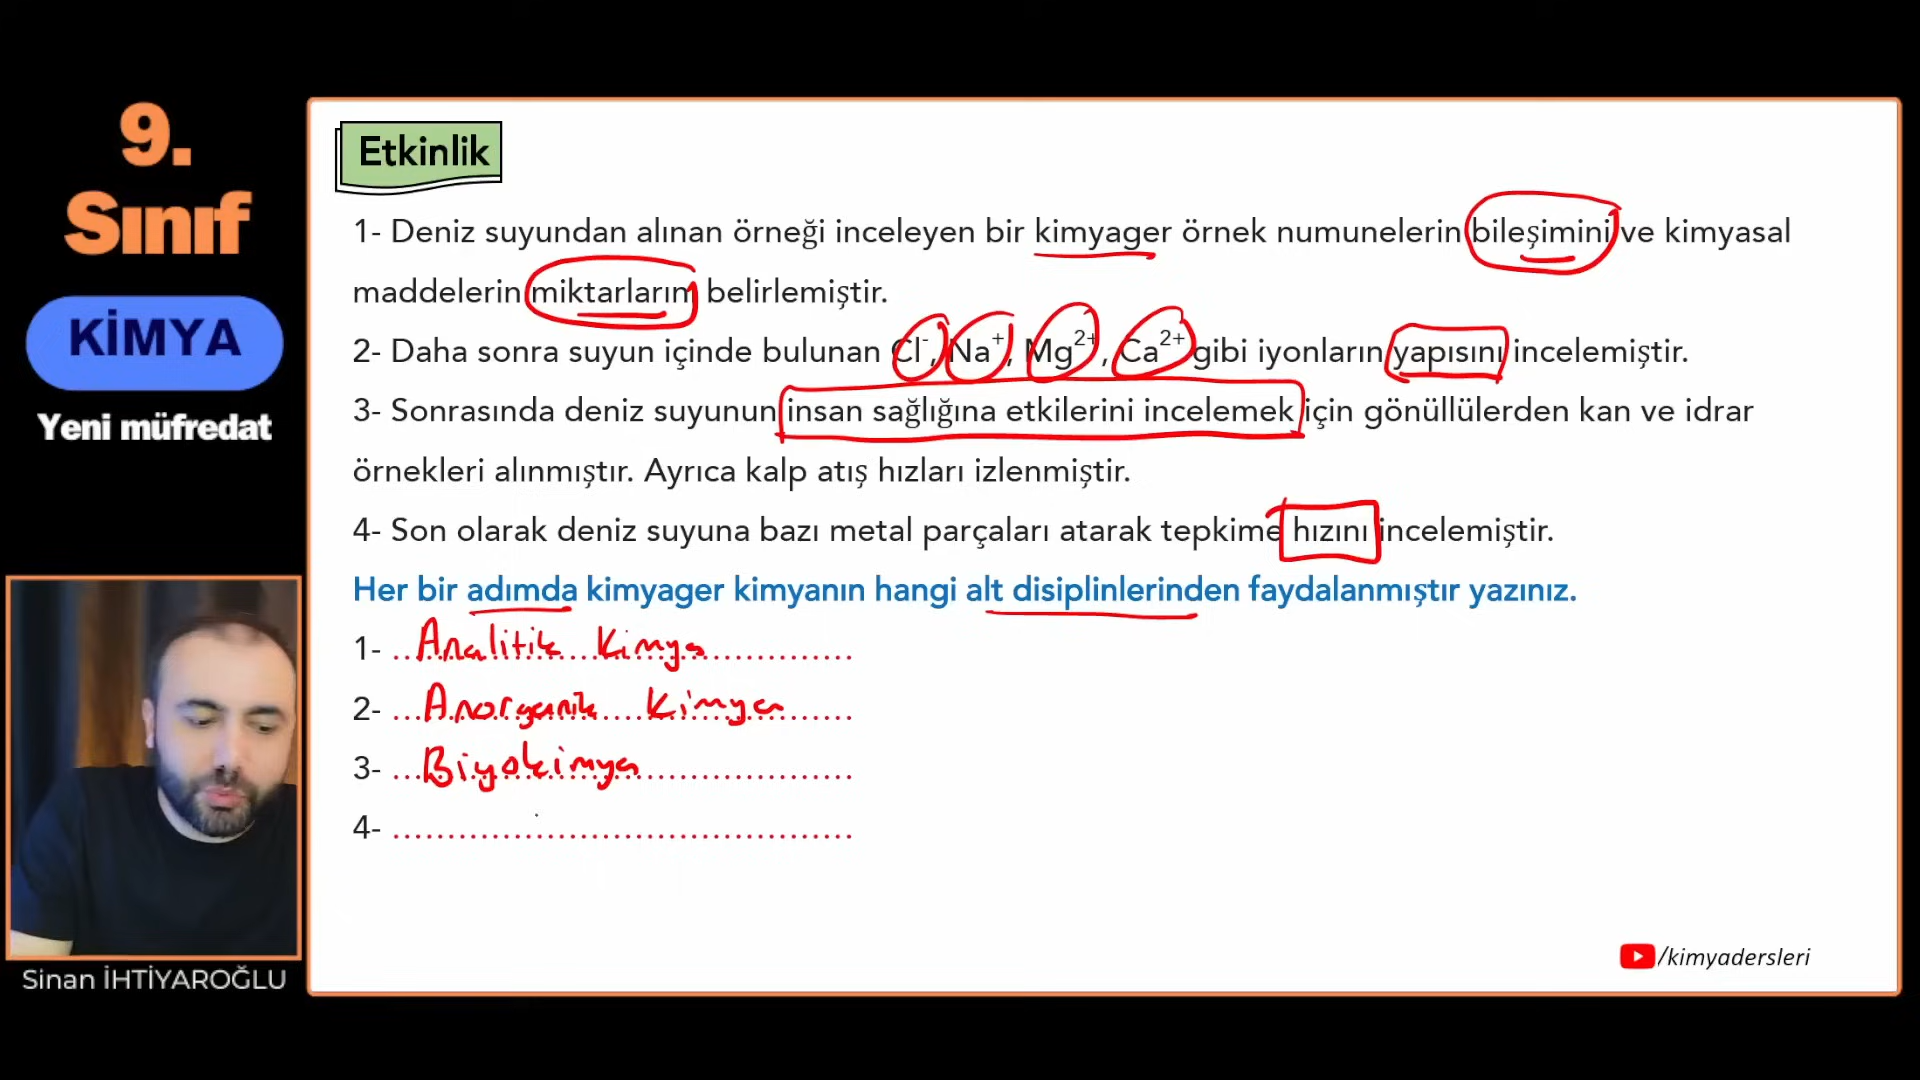 9.
Sınıf
KİMYA
Yeni müfredat
Etkinlik
1- Deniz suyundan alınan örneği inceleyen bir kimyager örnek numunelerin bileşimini ve kimyasal
maddelerin miktarlarını belirlemiştir.
2- Daha sonra suyun içinde bulunan Cl⁻, Na⁺, Mg²⁺, Ca²⁺ gibi iyonların yapısını incelemiştir.
3- Sonrasında deniz suyunun insan sağlığına etkilerini incelemek için gönüllülerden kan ve idrar
örnekleri alınmıştır. Ayrıca kalp atış hızları izlenmiştir.
4- Son olarak deniz suyuna bazı metal parçaları atarak tepkime hızını incelemiştir.
Her bir adımda kimyager kimyanın hangi alt disiplinlerinden faydalanmıştır yazınız.
1- Analitik Kimya
2- Anorganik Kimya
3- Biyokimya
4- ......................................
Sinan İHTİYAROĞLU
/kimyadersleri